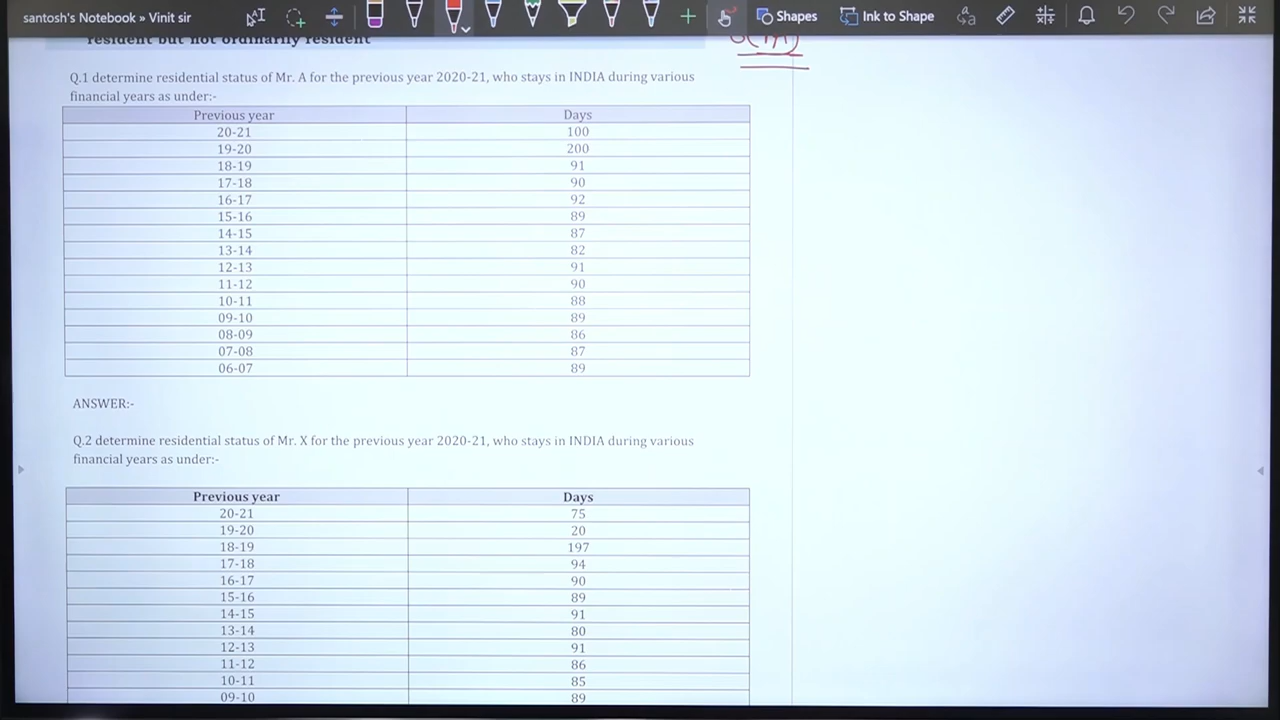 santosh's Notebook » Vinit sir
Shapes
Ink to Shape
resident but not ordinarily resident
Q.1 determine residential status of Mr. A for the previous year 2020-21, who stays in INDIA during various
financial years as under:-
Previous year Days
20-21 100
19-20 200
18-19 91
17-18 90
16-17 92
15-16 89
14-15 87
13-14 82
12-13 91
11-12 90
10-11 88
09-10 89
08-09 86
07-08 87
06-07 89
ANSWER:-
Q.2 determine residential status of Mr. X for the previous year 2020-21, who stays in INDIA during various
financial years as under:-
Previous year Days
20-21 75
19-20 20
18-19 197
17-18 94
16-17 90
15-16 89
14-15 91
13-14 80
12-13 91
11-12 86
10-11 85
09-10 89